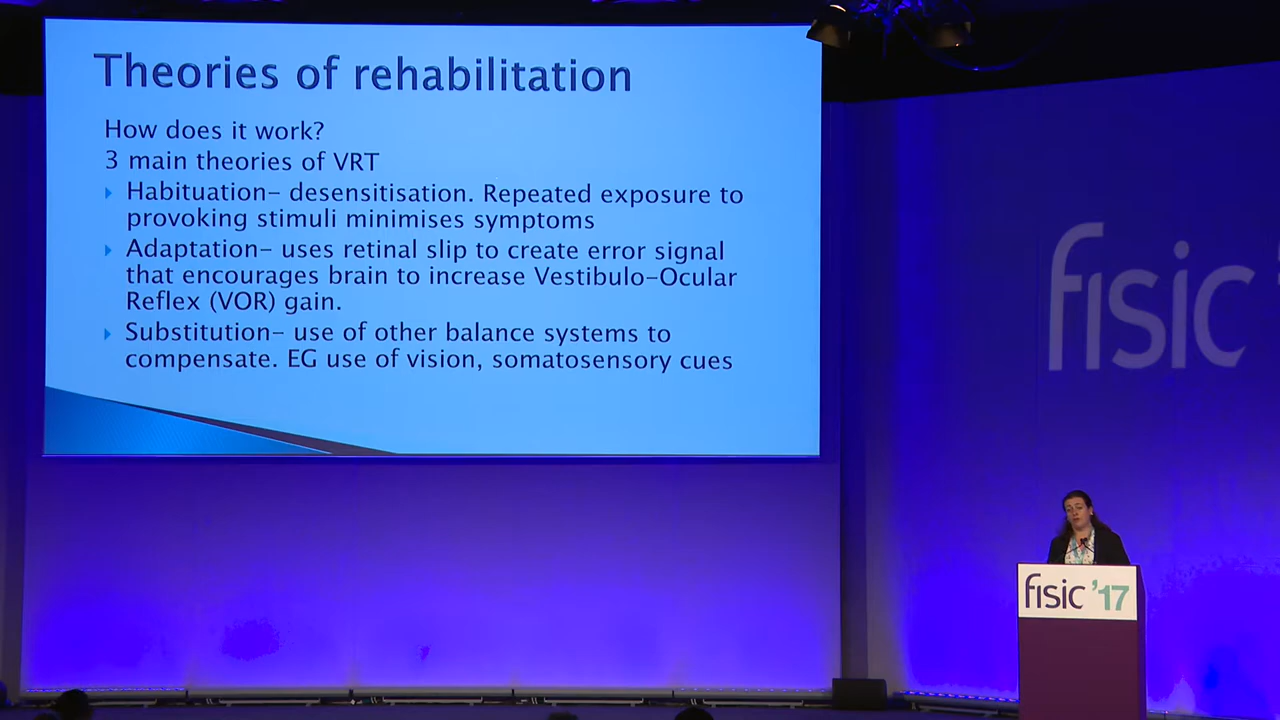 Theories of rehabilitation
How does it work?
3 main theories of VRT
Habituation- desensitisation. Repeated exposure to
provoking stimuli minimises symptoms
Adaptation- uses retinal slip to create error signal
that encourages brain to increase Vestibulo-Ocular
Reflex (VOR) gain.
Substitution- use of other balance systems to
compensate. EG use of vision, somatosensory cues
fisic
fisic '17